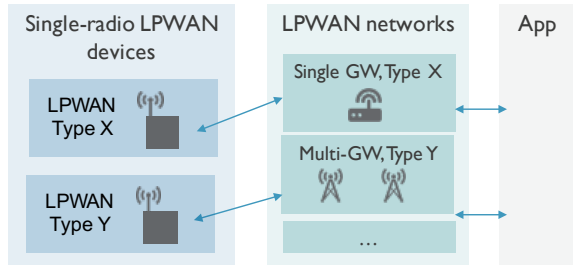 Single-radio LPWAN
devices
LPWAN
Type X
LPWAN
Type Y
LPWAN networks
Single GW, Type X
Multi-GW, Type Y
...
App